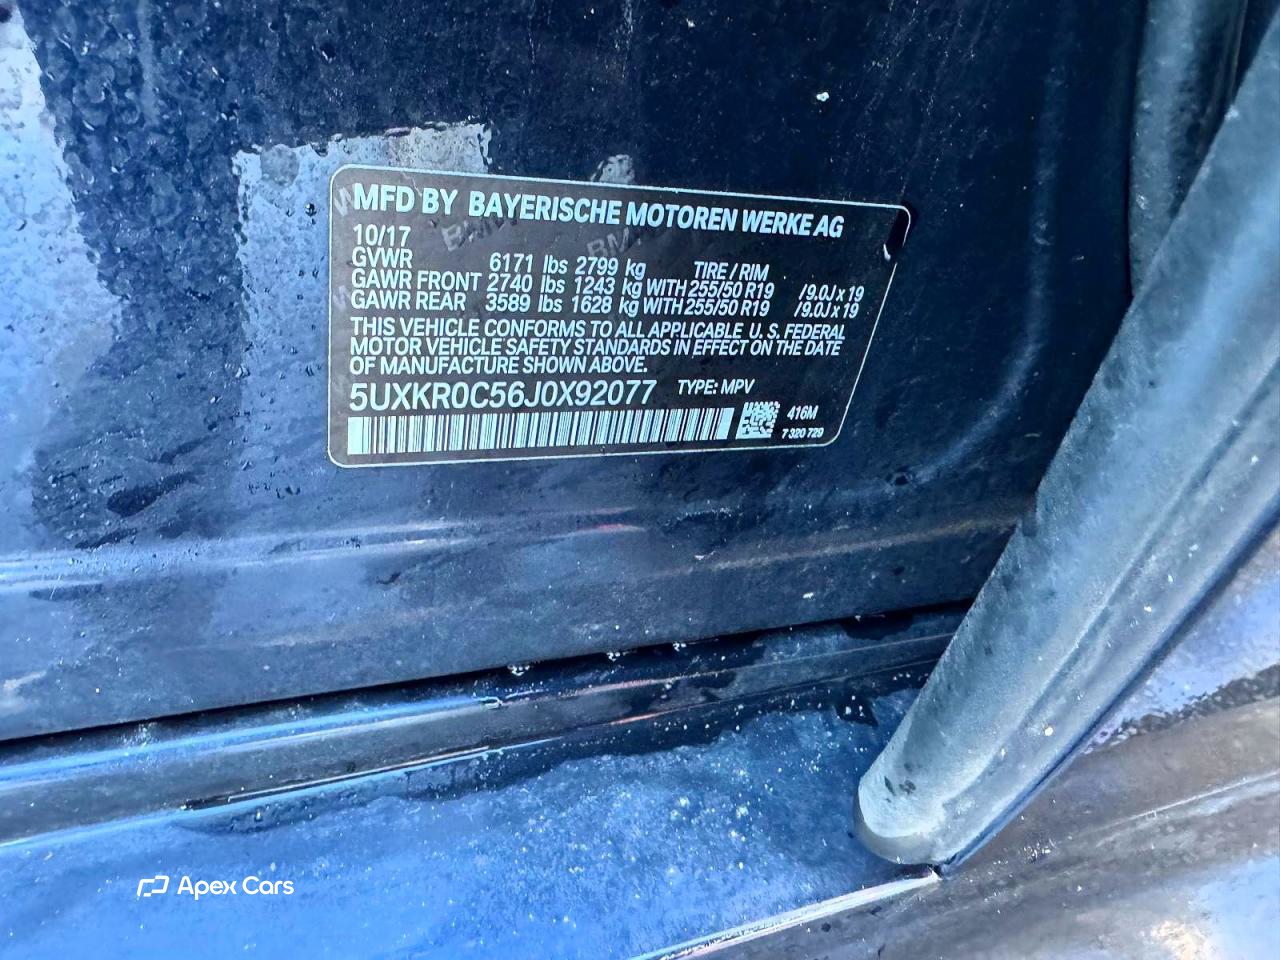 MFD BY BAYERISCHE MOTOREN WERKE AG
10/17
GVWR 6171 lbs 2799 kg TIRE / RIM
GAWR FRONT 2740 lbs 1243 kg WITH 255/50 R19 /9.0J x 19
GAWR REAR 3589 lbs 1628 kg WITH 255/50 R19 /9.0J x 19
THIS VEHICLE CONFORMS TO ALL APPLICABLE U.S. FEDERAL
MOTOR VEHICLE SAFETY STANDARDS IN EFFECT ON THE DATE
OF MANUFACTURE SHOWN ABOVE.
5UXKR0C56J0X92077 TYPE: MPV
416M
7 320 729
Apex Cars